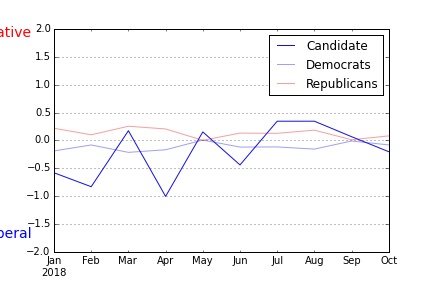 2.0
ative
Candidate
Democrats
Republicans
1.5
1.0
0.5
0.0
−0.5
−1.0
−1.5
beral
−2.0
Jan Feb Mar Apr May Jun Jul Aug Sep Oct
2018